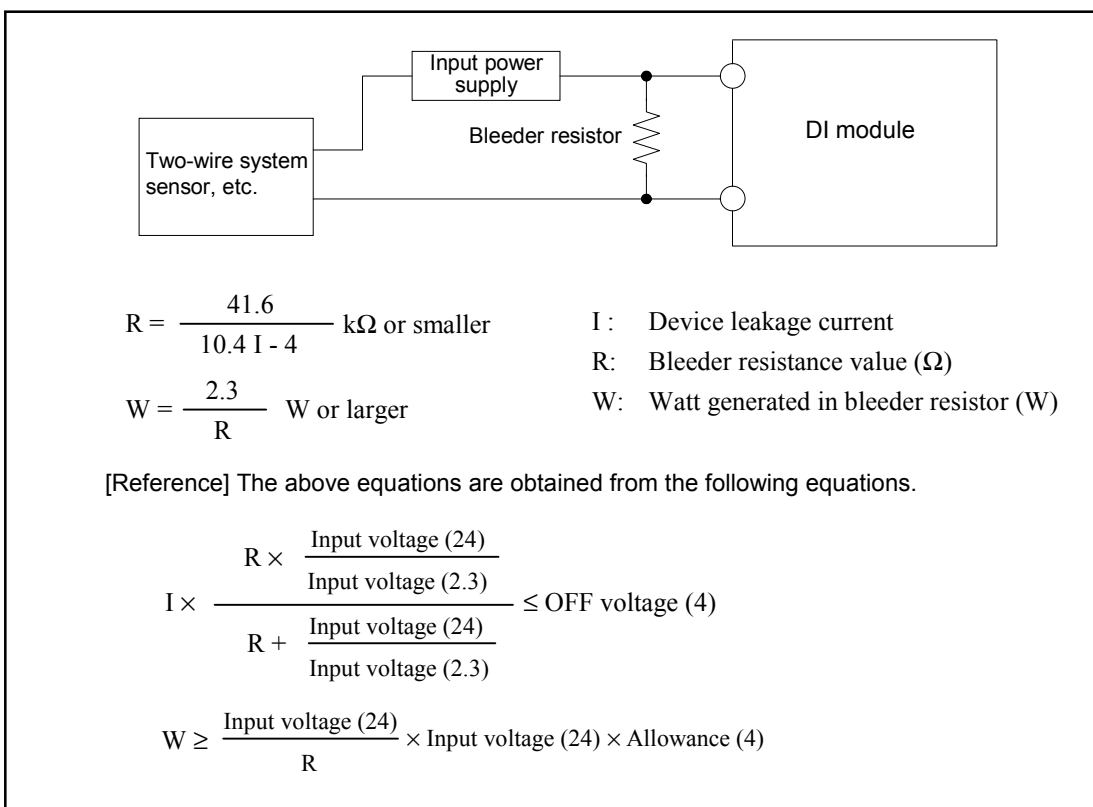 Input power
supply
Bleeder resistor
DI module
Two-wire system
sensor, etc.
R = 41.6 / 10.4 I - 4 kΩ or smaller
I : Device leakage current
R: Bleeder resistance value (Ω)
W = 2.3 / R W or larger
W: Watt generated in bleeder resistor (W)
[Reference] The above equations are obtained from the following equations.
I × R × Input voltage (24) / Input voltage (2.3)
R + Input voltage (24) / Input voltage (2.3) ≤ OFF voltage (4)
W ≥ Input voltage (24) / R × Input voltage (24) × Allowance (4)